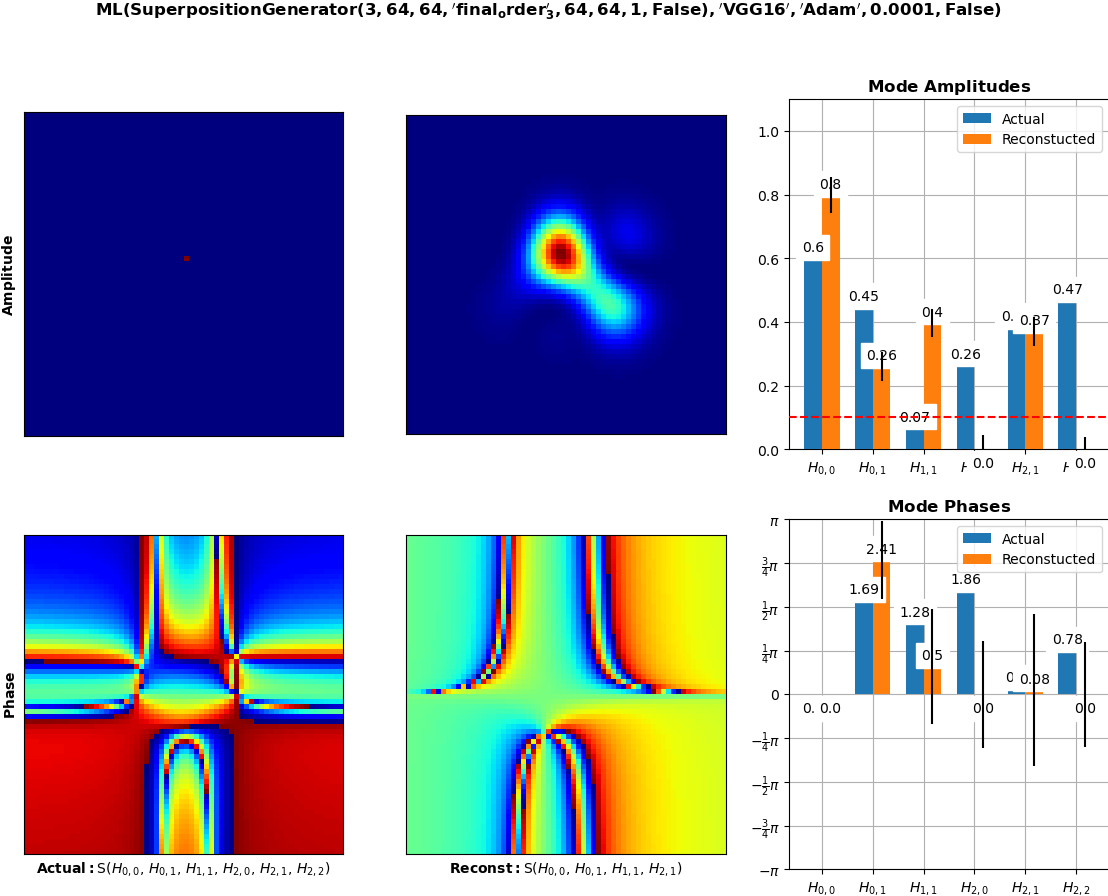 ML(SuperpositionGenerator(3, 64, 64, ′final_order′_3, 64, 64, 1, False), ′VGG16′, ′Adam′, 0.0001, False)
Amplitude
Mode Amplitudes
Actual
Reconstucted
1.0
0.8
0.6
0.4
0.2
0.0
0.6
0.8
0.45
0.26
0.07
0.4
0.26
0.0
0.
0.37
0.47
0.0
H0,0
H0,1
H1,1
H2,1
Phase
Mode Phases
Actual
Reconstucted
π
3/4π
1/2π
1/4π
0
−1/4π
−1/2π
−3/4π
−π
0.
0.0
1.69
2.41
1.28
0.5
1.86
0.0
0.08
0.78
0.0
H0,0
H0,1
H1,1
H2,0
H2,1
H2,2
Actual: S(H0,0, H0,1, H1,1, H2,0, H2,1, H2,2)
Reconst: S(H0,0, H0,1, H1,1, H2,1)